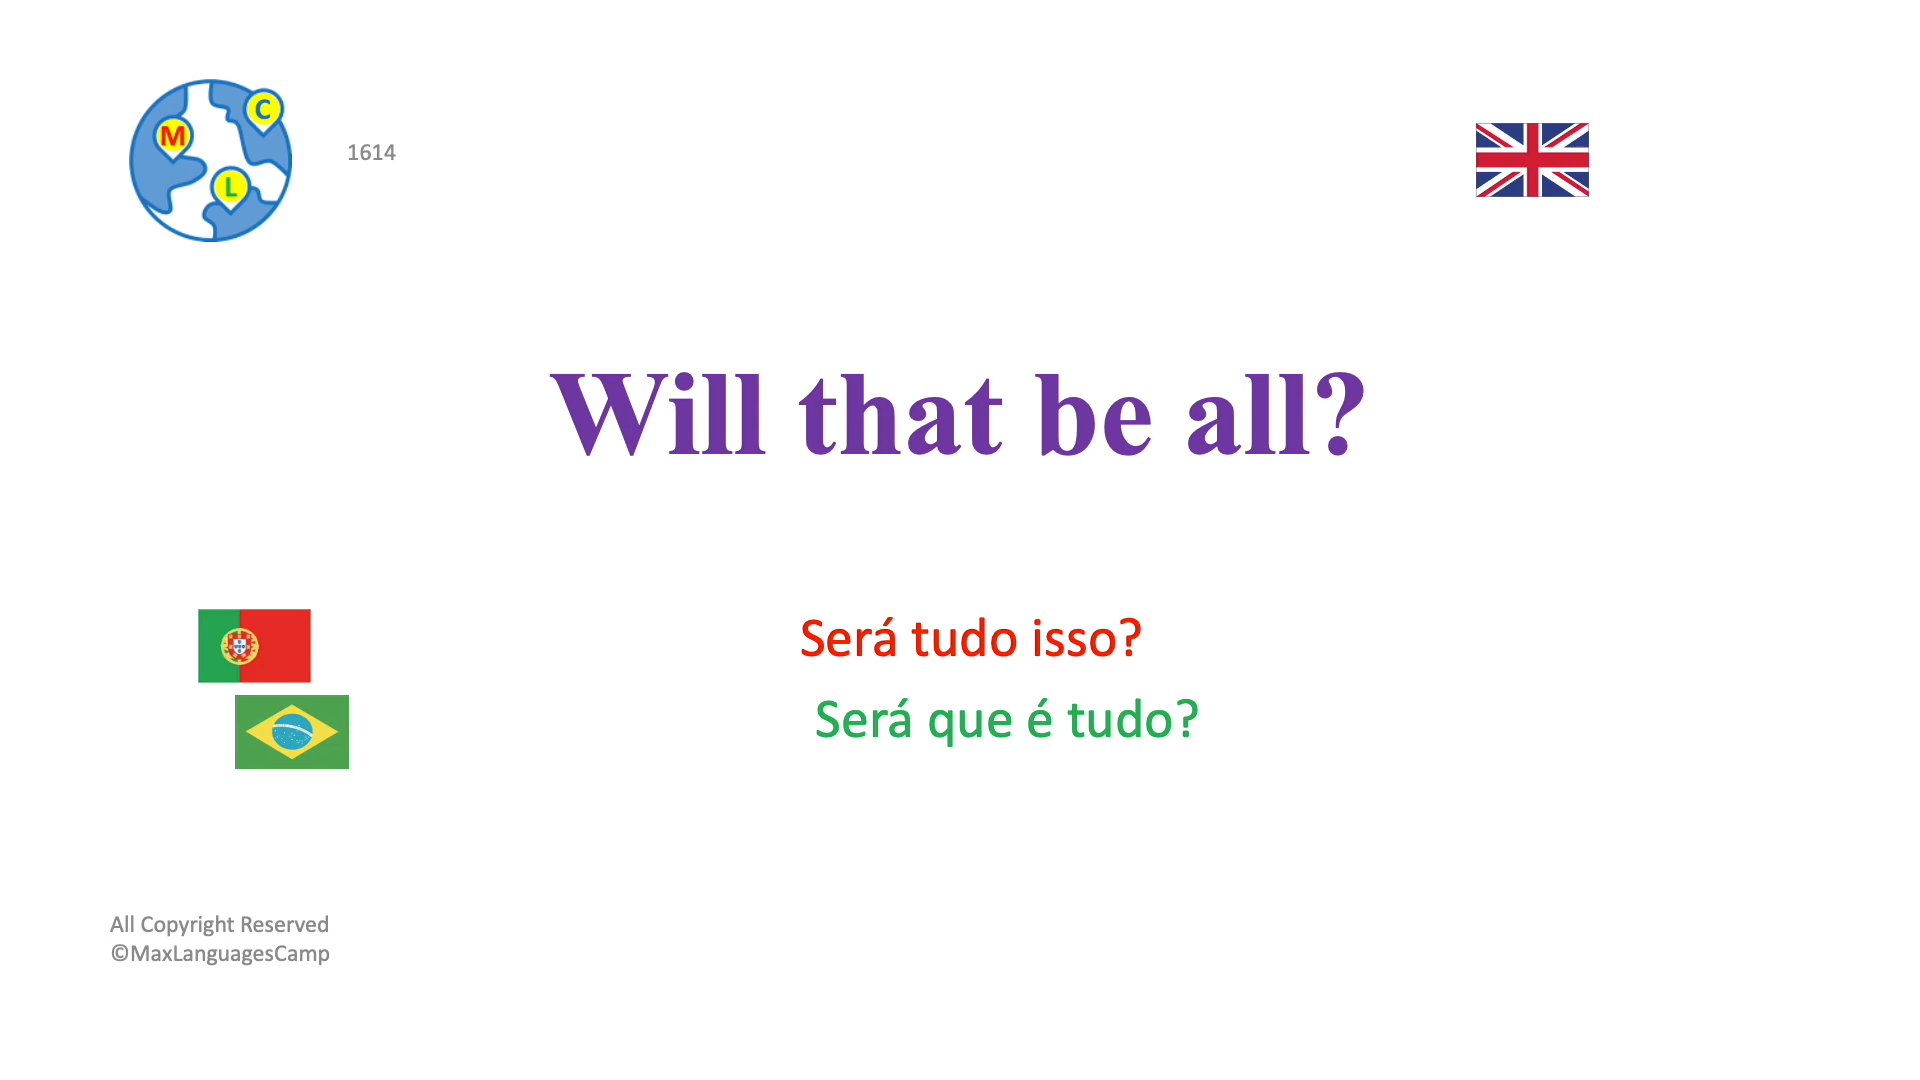 M
C
L
1614
Will that be all?
Será tudo isso?
Será que é tudo?
All Copyright Reserved
©MaxLanguagesCamp